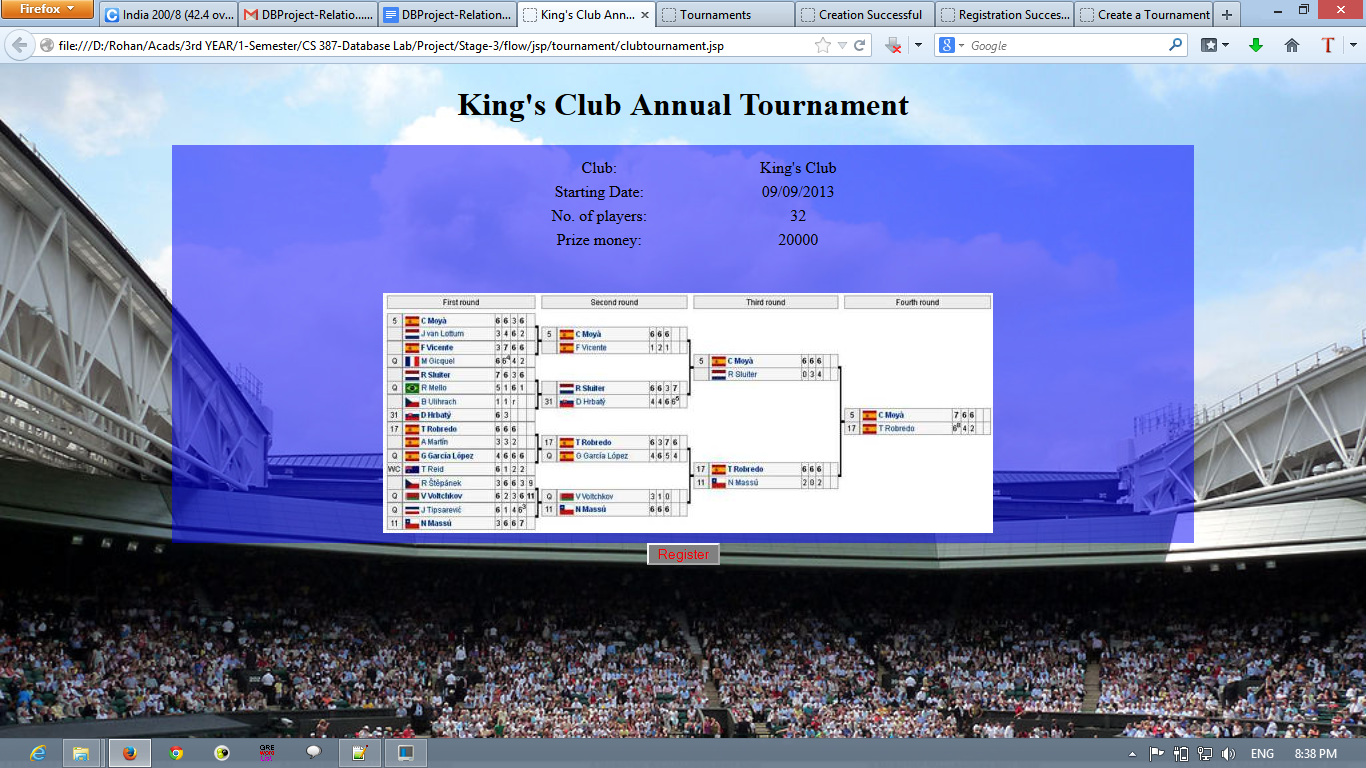 Firefox
India 200/8 (42.4 ov...
DBProject-Relatio......
DBProject-Relation...
King's Club Ann...
Tournaments
Creation Successful
Registration Succes...
Create a Tournament
file:///D:/Rohan/Acads/3rd YEAR/1-Semester/CS 387-Database Lab/Project/Stage-3/flow/jsp/tournament/clubtournament.jsp
Google
King's Club Annual Tournament
Club: King's Club
Starting Date: 09/09/2013
No. of players: 32
Prize money: 20000
First round Second round Third round Fourth round
5 C Moyà 6 6 3 6
J van Lottum 3 4 6 2
F Vicente 3 7 6 6
Q M Gicquel 6 6⁴ 4 2
R Sluiter 7 6 3 6
Q R Mello 5 1 6 1
B Ulihrach 1 1 r
31 D Hrbatý 6 3
17 T Robredo 6 6 6
A Martín 3 3 2
Q G García López 4 6 6 6
WC T Reid 6 1 2 2
R Štěpánek 3 6 6 3 9
Q V Voltchkov 6 2 3 6 11
Q J Tipsarević 6 1 4 6³
11 N Massú 3 6 6 7
5 C Moyà 6 6 6
F Vicente 1 2 1
R Sluiter 6 6 3 7
31 D Hrbatý 4 4 6 6⁵
17 T Robredo 6 3 7 6
Q G García López 4 6 5 4
Q V Voltchkov 3 1 0
11 N Massú 6 6 6
5 C Moyà 6 6 6
R Sluiter 0 3 4
17 T Robredo 6 6 6
11 N Massú 2 0 2
5 C Moyà 7 6 6
17 T Robredo 6⁸ 4 2
Register
GRE
WORD
LIST
ENG
8:38 PM